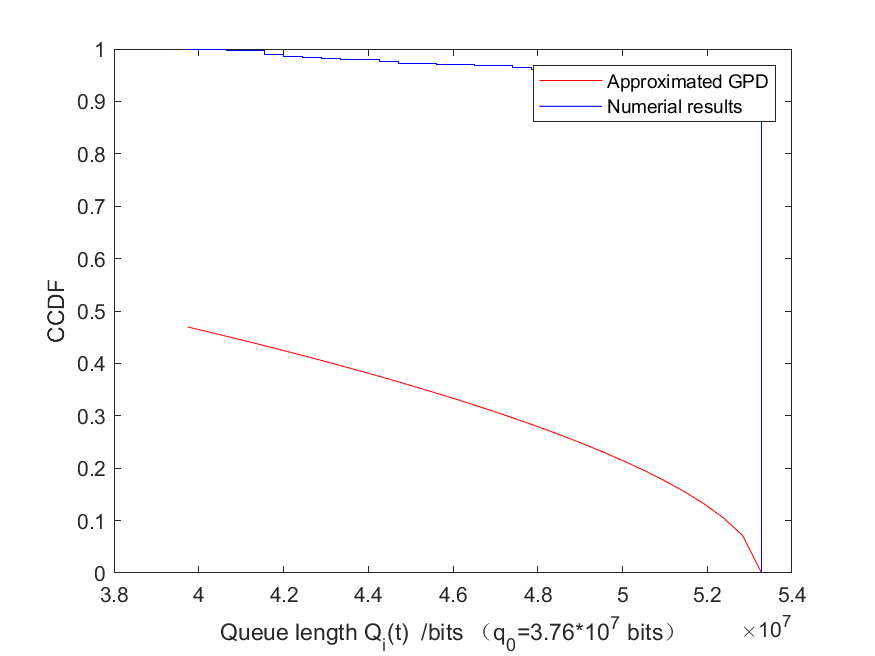 1
0.9
0.8
0.7
0.6
0.5
0.4
0.3
0.2
0.1
0
CCDF
Approximated GPD
Numerial results
3.8 4 4.2 4.4 4.6 4.8 5 5.2 5.4
×10^7
Queue length Q_i(t) /bits （q_0=3.76*10^7 bits）